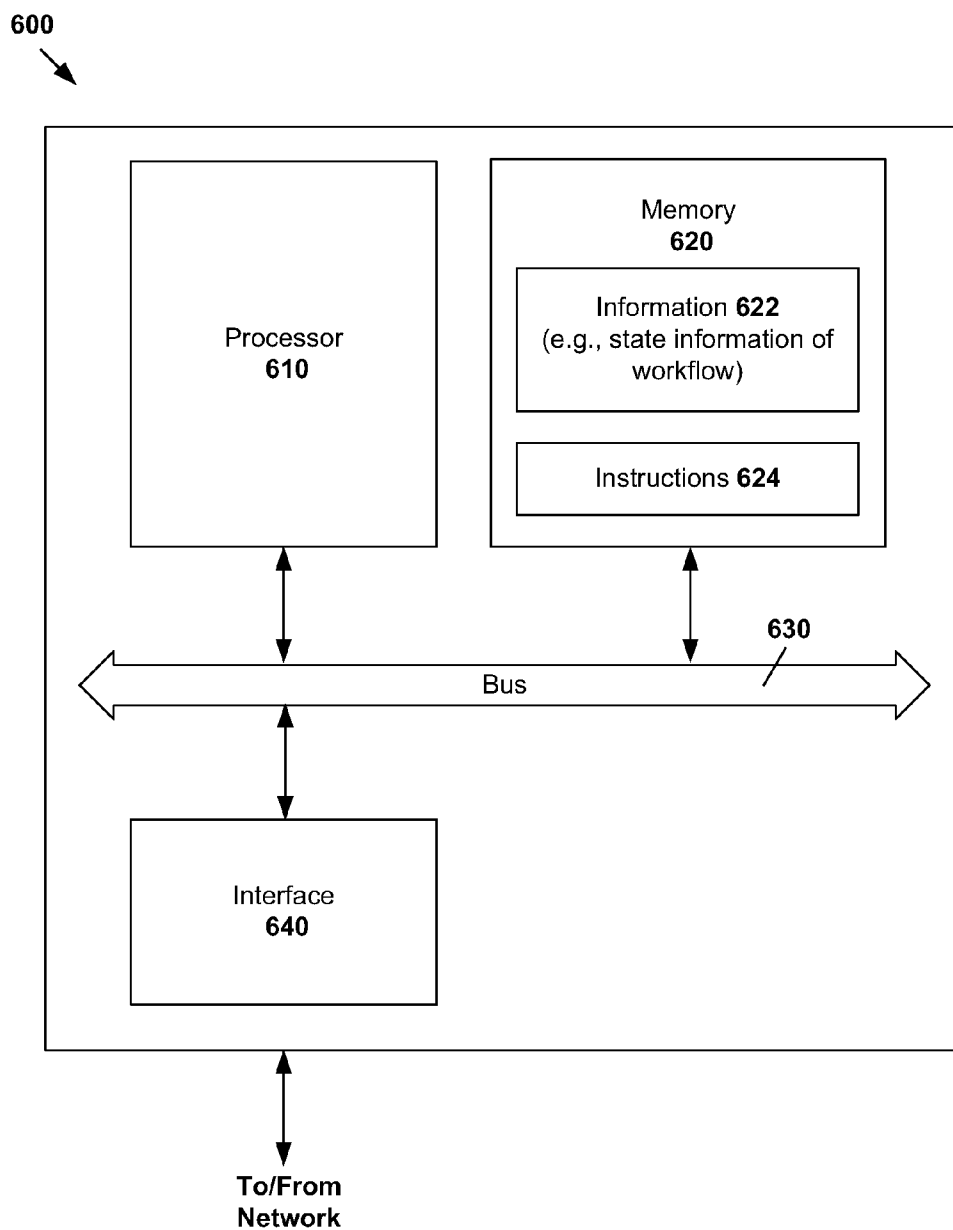 600
Processor
610
Memory
620
Information 622
(e.g., state information of
workflow)
Instructions 624
630
Bus
Interface
640
To/From
Network